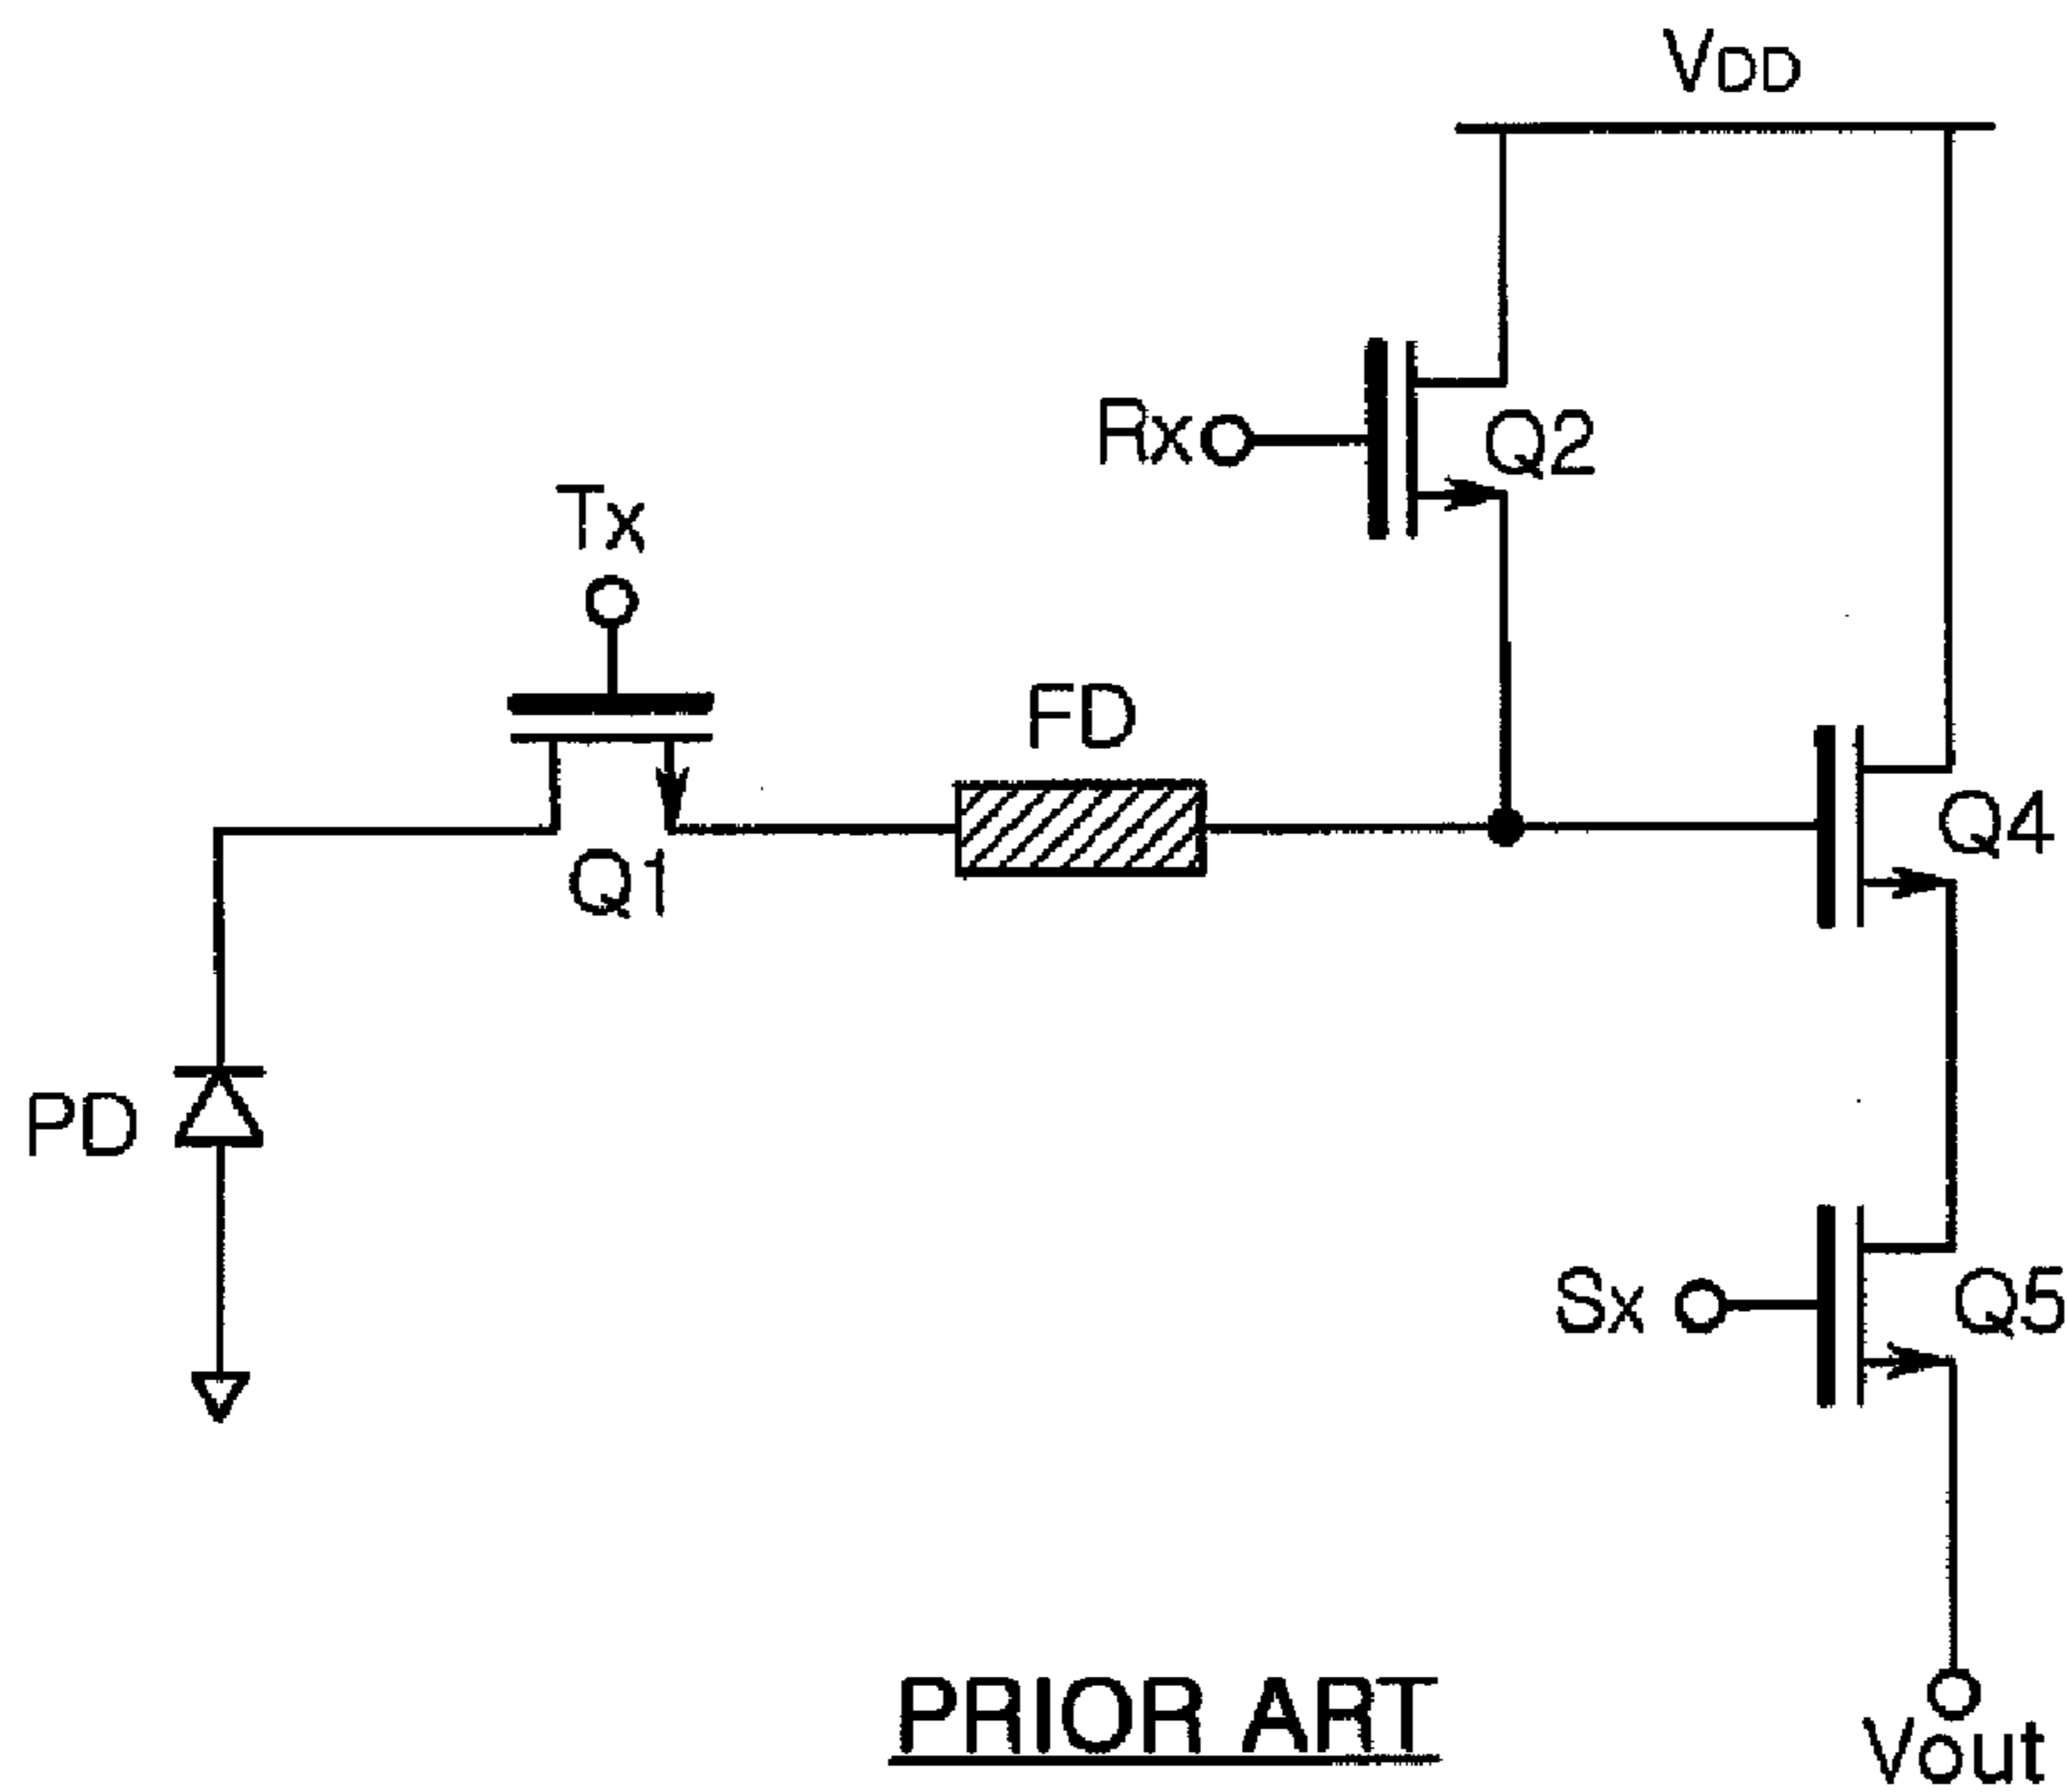 VDD
Rx
Q2
Tx
FD
Q4
Q1
PD
Sx
Q5
PRIOR ART
Vout